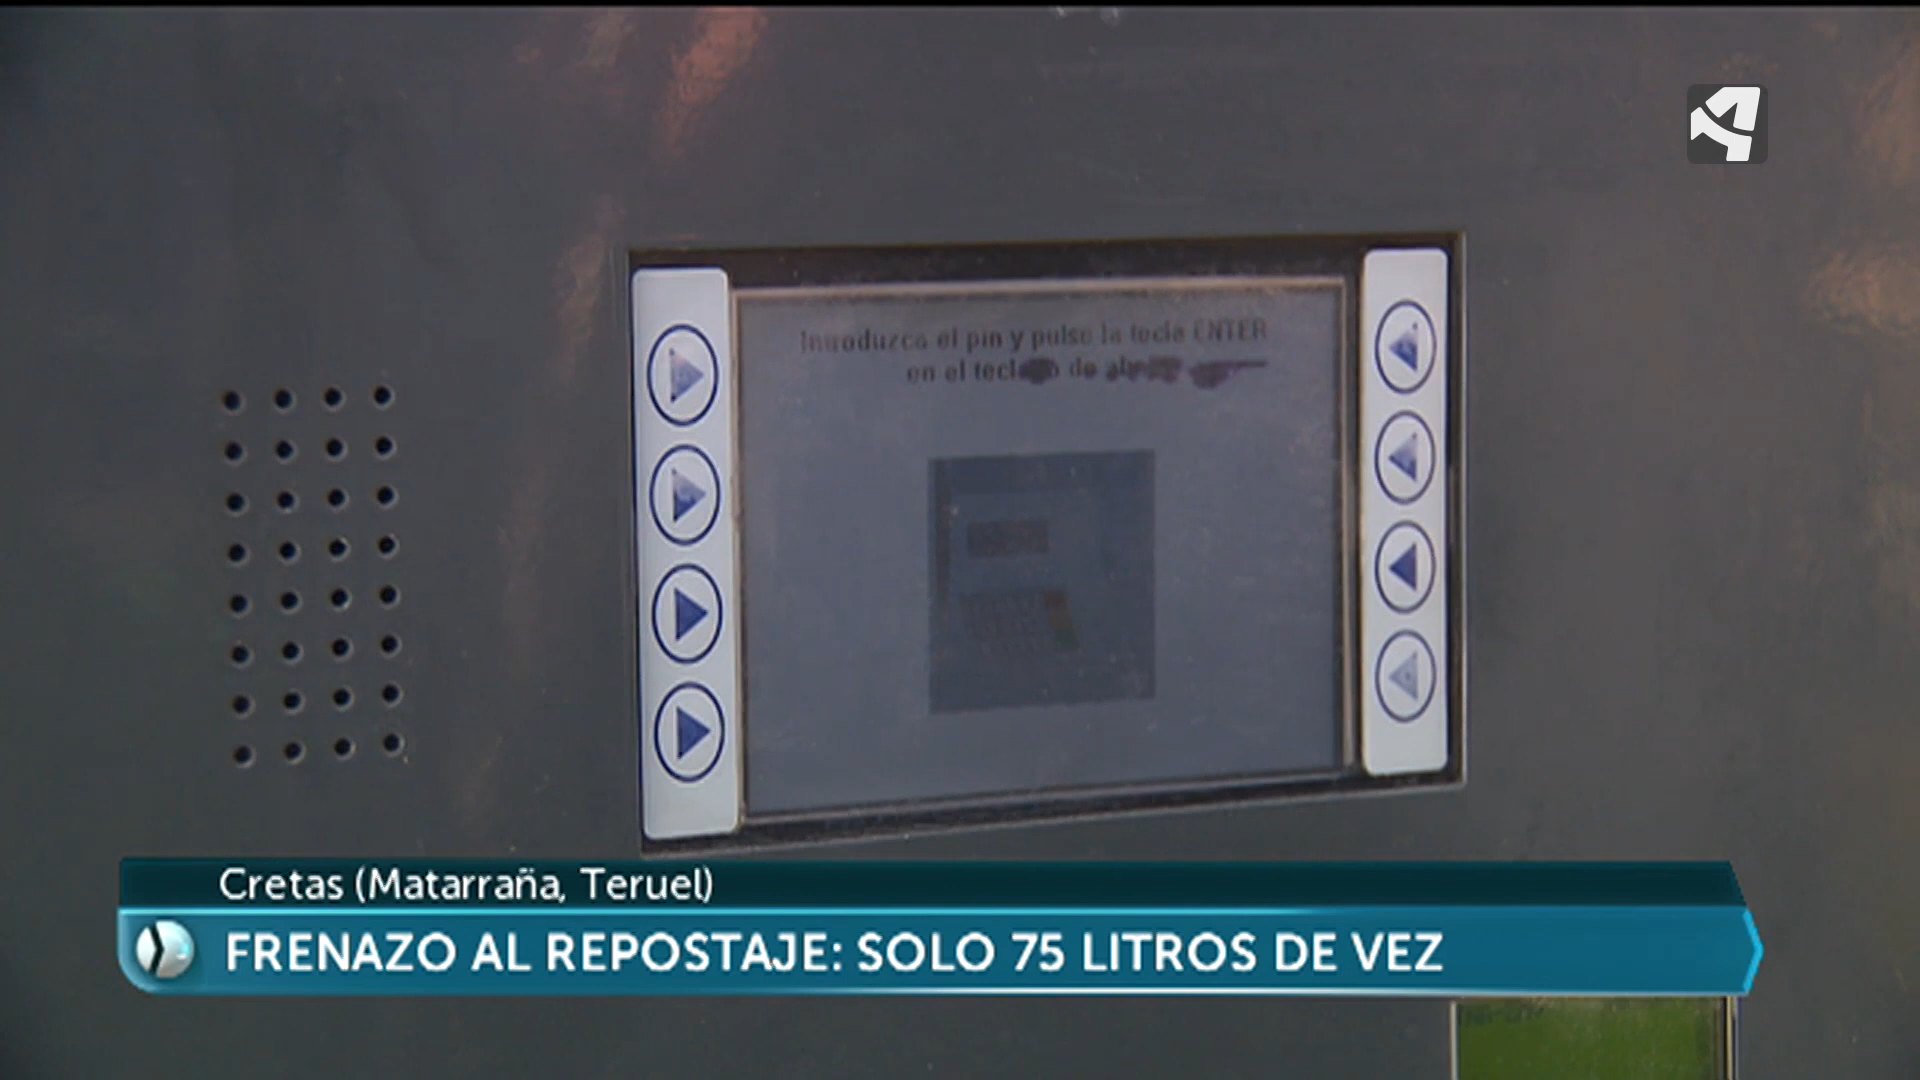 Introduzca el pin y pulse la tecla ENTER
en el teclado de
Cretas (Matarraña, Teruel)
FRENAZO AL REPOSTAJE: SOLO 75 LITROS DE VEZ